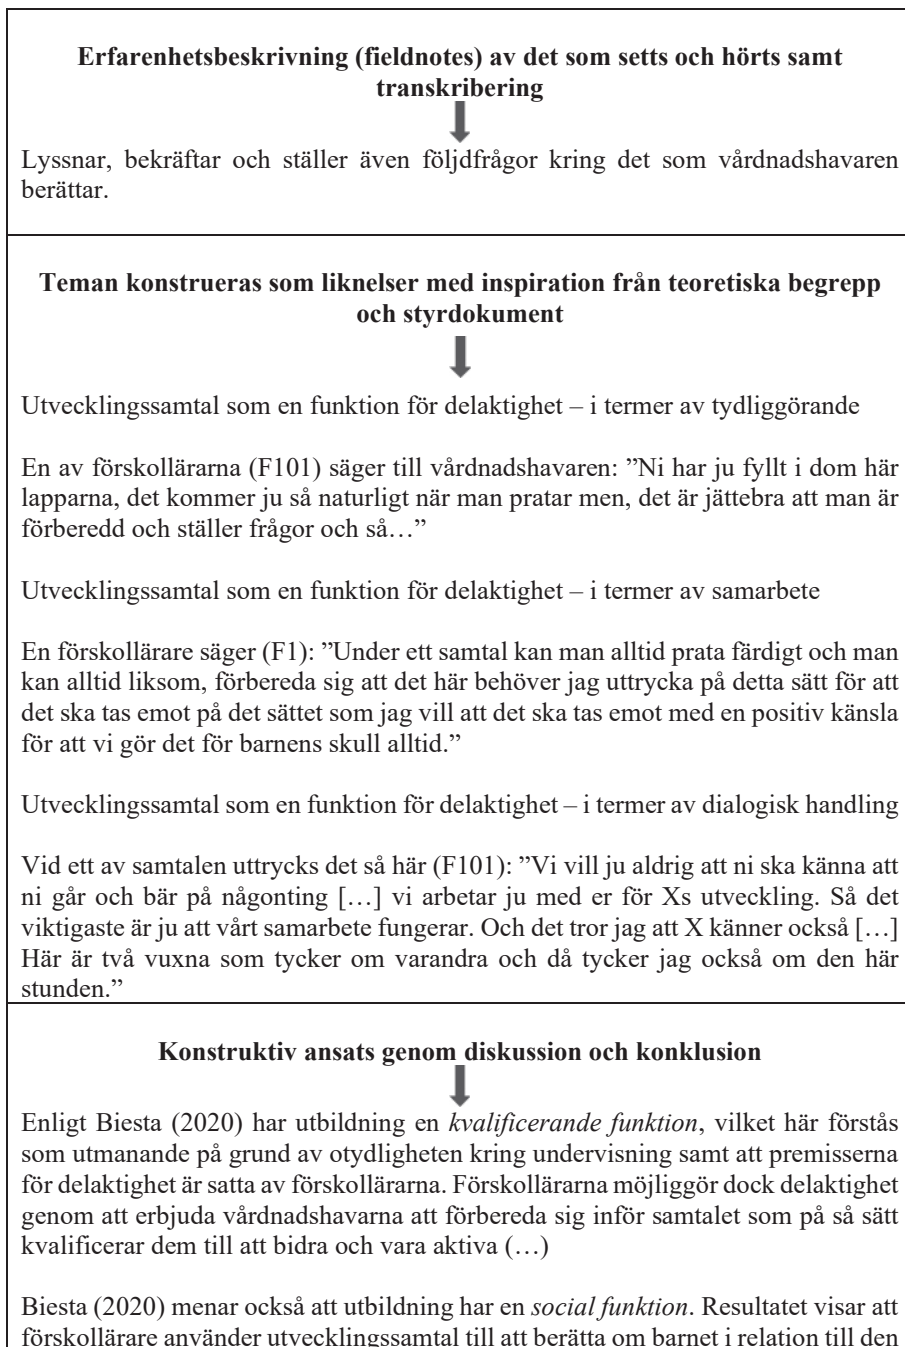 Erfarenhetsbeskrivning (fieldnotes) av det som setts och hörts samt
transkribering
Lyssnar, bekräftar och ställer även följdfrågor kring det som vårdnadshavaren
berättar.
Teman konstrueras som liknelser med inspiration från teoretiska begrepp
och styrdokument
Utvecklingssamtal som en funktion för delaktighet – i termer av tydliggörande
En av förskollärarna (F101) säger till vårdnadshavaren: ”Ni har ju fyllt i dom här
lapparna, det kommer ju så naturligt när man pratar men, det är jättebra att man är
förberedd och ställer frågor och så…”
Utvecklingssamtal som en funktion för delaktighet – i termer av samarbete
En förskollärare säger (F1): ”Under ett samtal kan man alltid prata färdigt och man
kan alltid liksom, förbereda sig att det här behöver jag uttrycka på detta sätt för att
det ska tas emot på det sättet som jag vill att det ska tas emot med en positiv känsla
för att vi gör det för barnens skull alltid.”
Utvecklingssamtal som en funktion för delaktighet – i termer av dialogisk handling
Vid ett av samtalen uttrycks det så här (F101): ”Vi vill ju aldrig att ni ska känna att
ni går och bär på någonting […] vi arbetar ju med er för Xs utveckling. Så det
viktigaste är ju att vårt samarbete fungerar. Och det tror jag att X känner också […]
Här är två vuxna som tycker om varandra och då tycker jag också om den här
stunden.”
Konstruktiv ansats genom diskussion och konklusion
Enligt Biesta (2020) har utbildning en kvalificerande funktion, vilket här förstås
som utmanande på grund av otydligheten kring undervisning samt att premisserna
för delaktighet är satta av förskollärarna. Förskollärarna möjliggör dock delaktighet
genom att erbjuda vårdnadshavarna att förbereda sig inför samtalet som på så sätt
kvalificerar dem till att bidra och vara aktiva (…)
Biesta (2020) menar också att utbildning har en social funktion. Resultatet visar att
förskollärare använder utvecklingssamtal till att berätta om barnet i relation till den